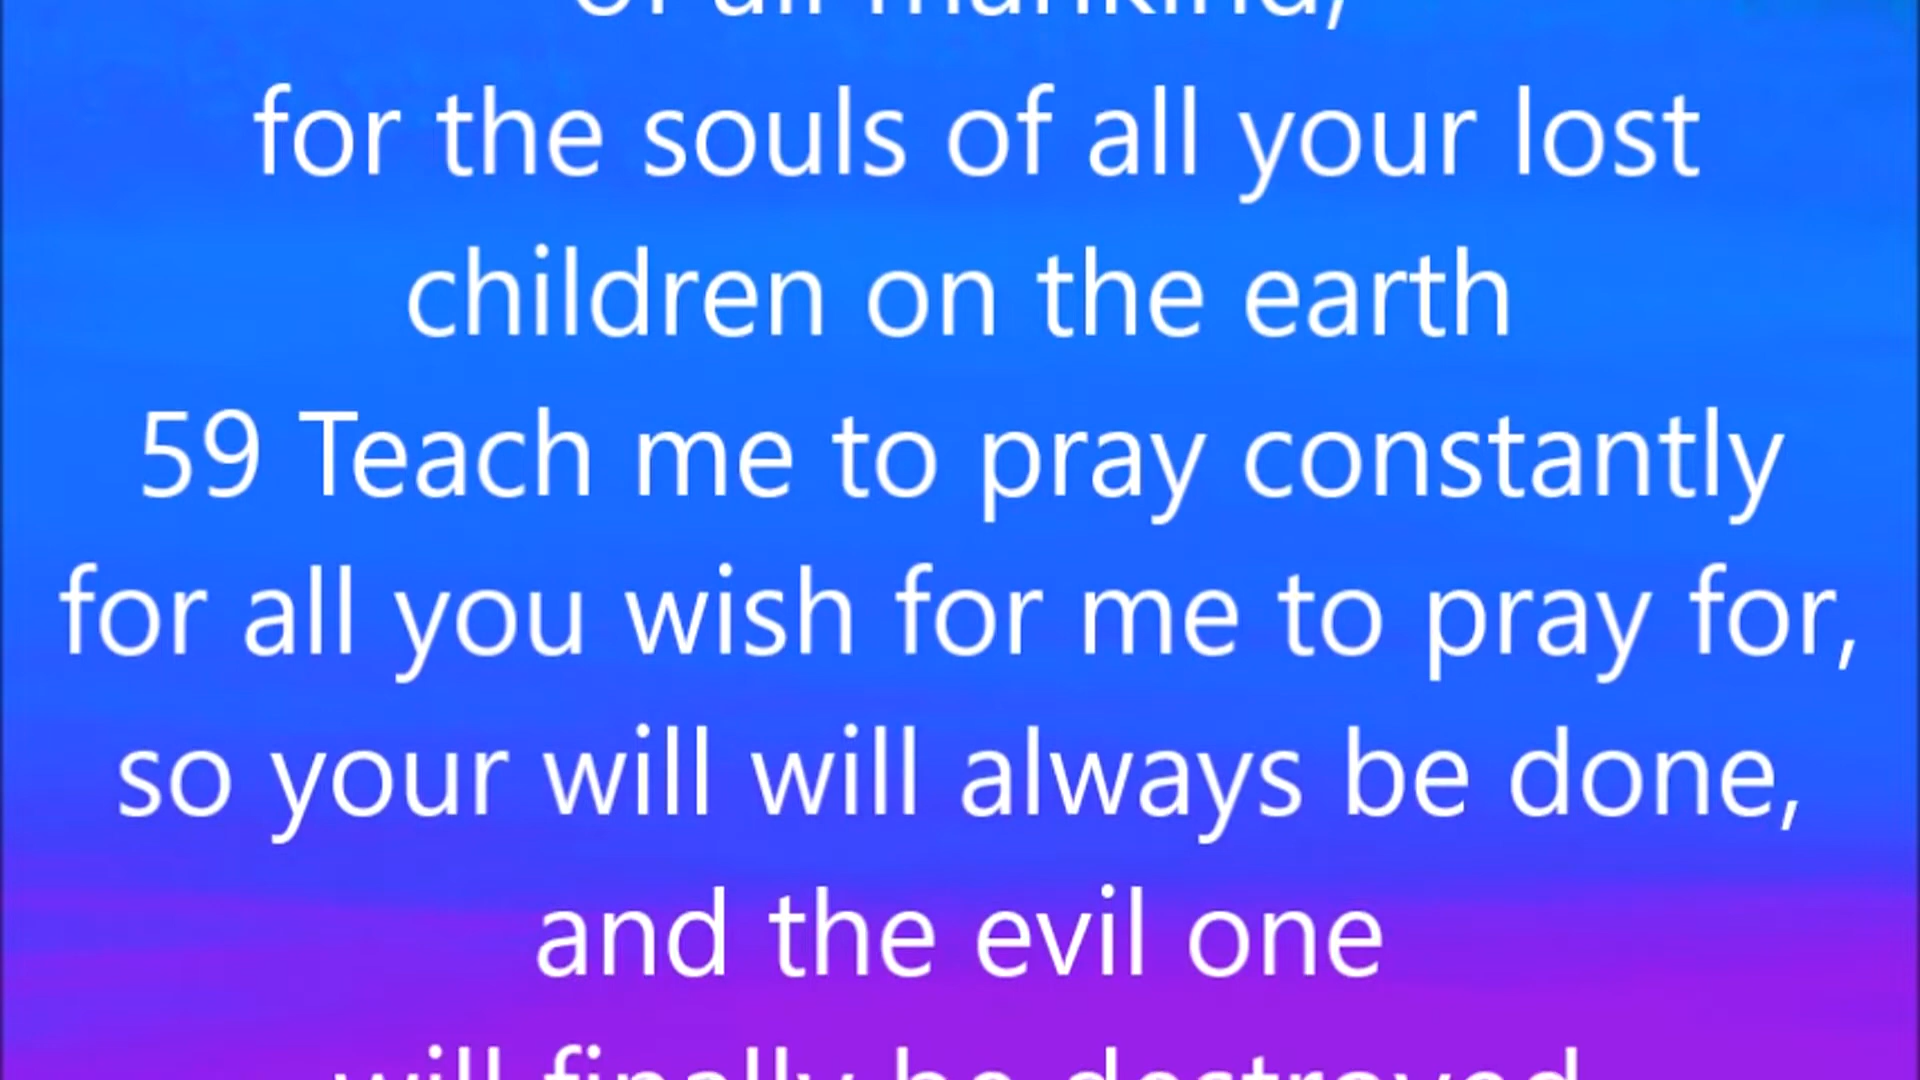 of all mankind,
for the souls of all your lost
children on the earth
59 Teach me to pray constantly
for all you wish for me to pray for,
so your will will always be done,
and the evil one
will finally be destroyed